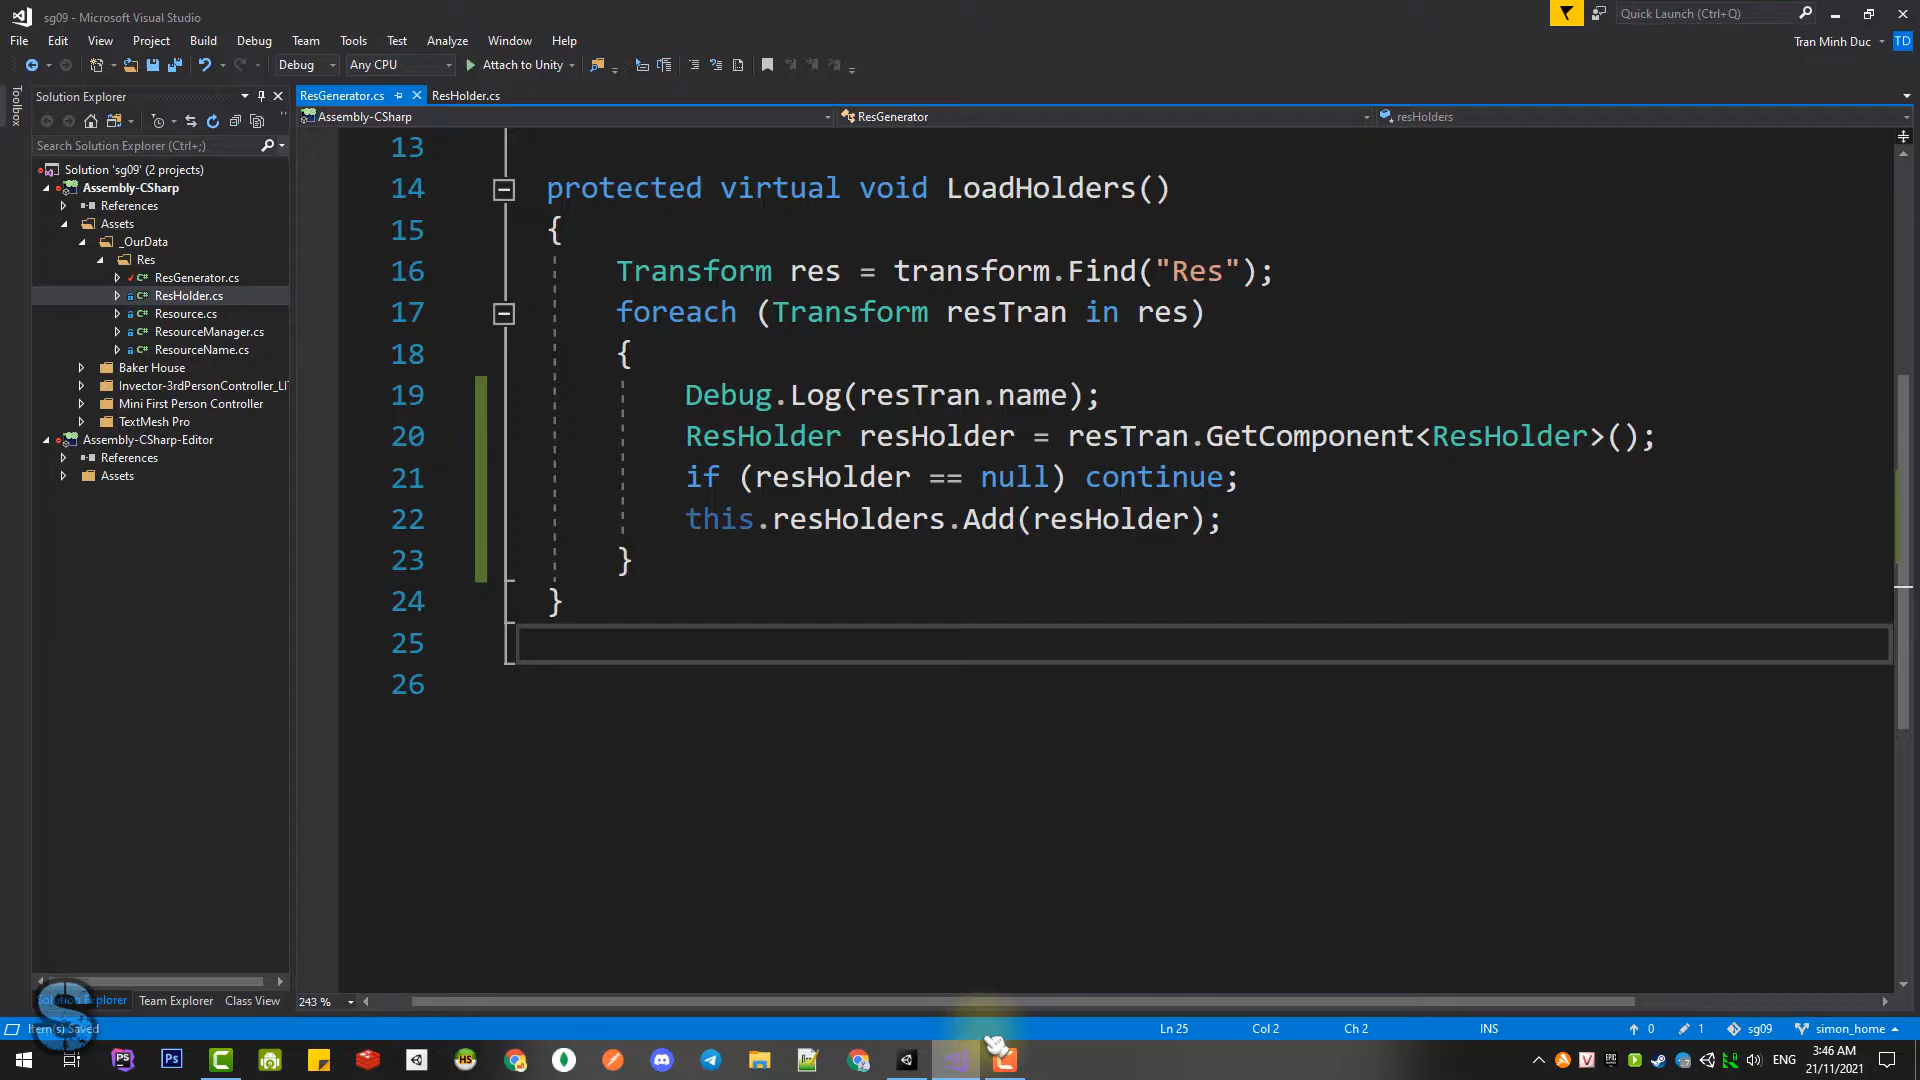 sg09 - Microsoft Visual Studio
Quick Launch (Ctrl+Q)
File Edit View Project Build Debug Team Tools Test Analyze Window Help
Tran Minh Duc TD
Debug Any CPU Attach to Unity
Toolbox
Solution Explorer
ResGenerator.cs ResHolder.cs
Assembly-CSharp ResGenerator resHolders
Search Solution Explorer (Ctrl+;)
Solution 'sg09' (2 projects)
Assembly-CSharp
References
Assets
_OurData
Res
ResGenerator.cs
ResHolder.cs
Resource.cs
ResourceManager.cs
ResourceName.cs
Baker House
Invector-3rdPersonController_LI
Mini First Person Controller
TextMesh Pro
Assembly-CSharp-Editor
References
Assets
13
14 protected virtual void LoadHolders()
15 {
16 Transform res = transform.Find("Res");
17 foreach (Transform resTran in res)
18 {
19 Debug.Log(resTran.name);
20 ResHolder resHolder = resTran.GetComponent<ResHolder>();
21 if (resHolder == null) continue;
22 this.resHolders.Add(resHolder);
23 }
24 }
25
26
Solution Explorer Team Explorer Class View
243 %
Item(s) Saved
Ln 25 Col 2 Ch 2 INS 0 1 sg09 simon_home
ENG
3:46 AM
21/11/2021